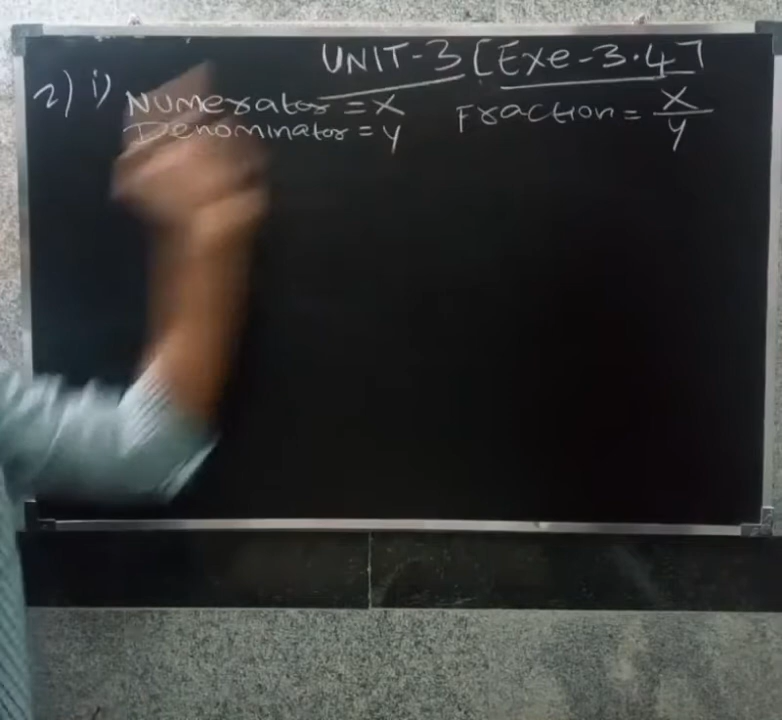 UNIT-3 [Exe-3.4]
2) i) Numerator = x
Denominator = y
Fraction = x/y